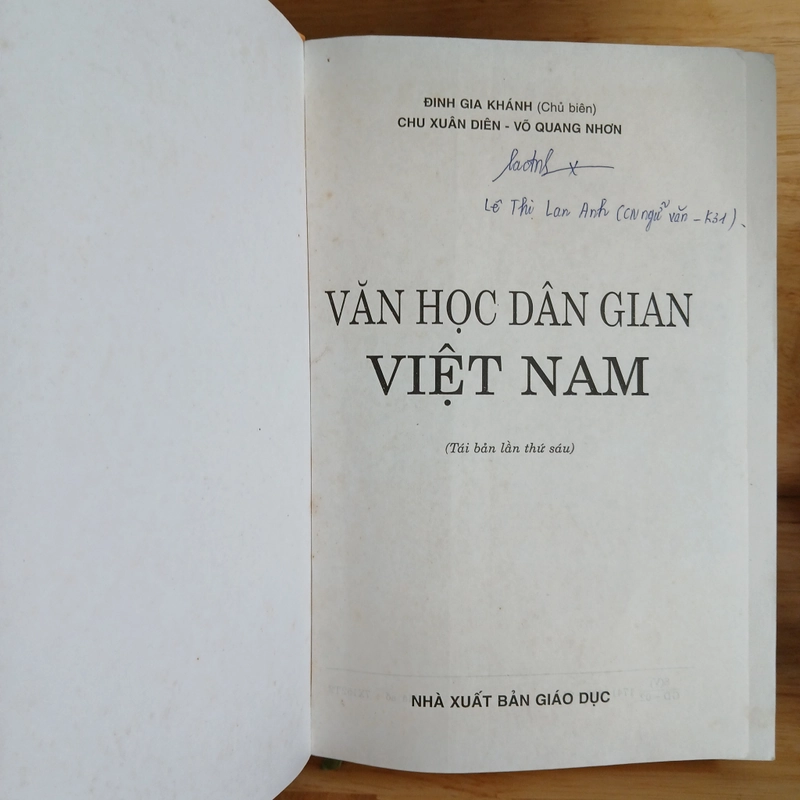 ĐINH GIA KHÁNH (Chủ biên)
CHU XUÂN DIÊN - VÕ QUANG NHƠN
Lê Thị Lan Anh (CN ngữ văn - K31).
VĂN HỌC DÂN GIAN
VIỆT NAM
(Tái bản lần thứ sáu)
NHÀ XUẤT BẢN GIÁO DỤC